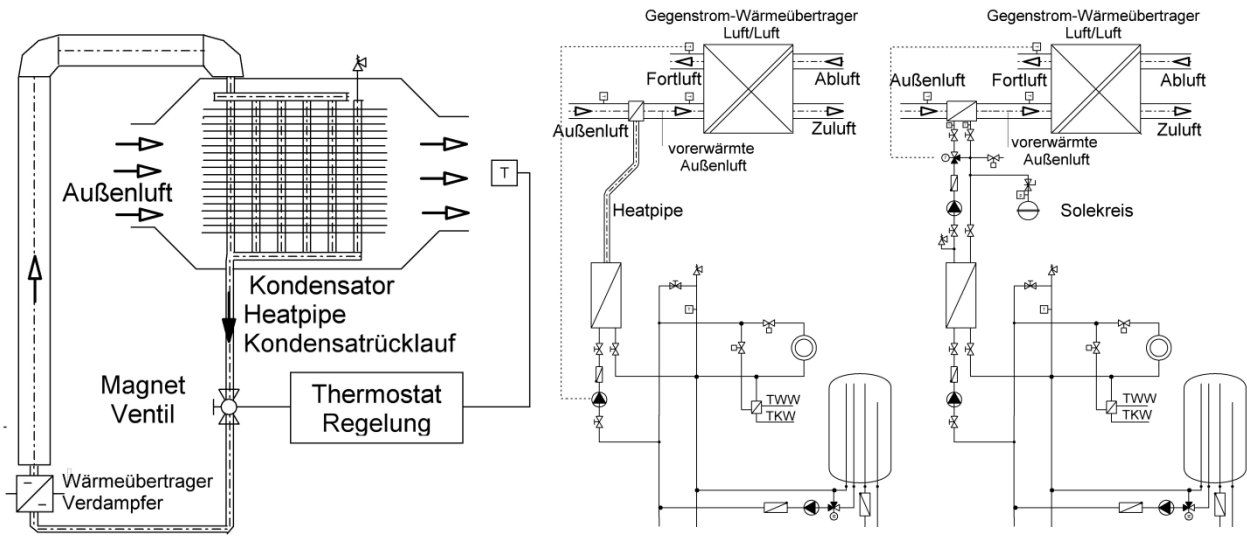 Außenluft
T
Kondensator
Heatpipe
Kondensatrücklauf
Magnet
Ventil
Thermostat
Regelung
Wärmeübertrager
Verdampfer
Gegenstrom-Wärmeübertrager
Luft/Luft
Fortluft
Abluft
Außenluft
Zuluft
vorerwärmte
Außenluft
Heatpipe
TWW
TKW
Gegenstrom-Wärmeübertrager
Luft/Luft
Außenluft
Fortluft
Abluft
Zuluft
vorerwärmte
Außenluft
Solekreis
TWW
TKW